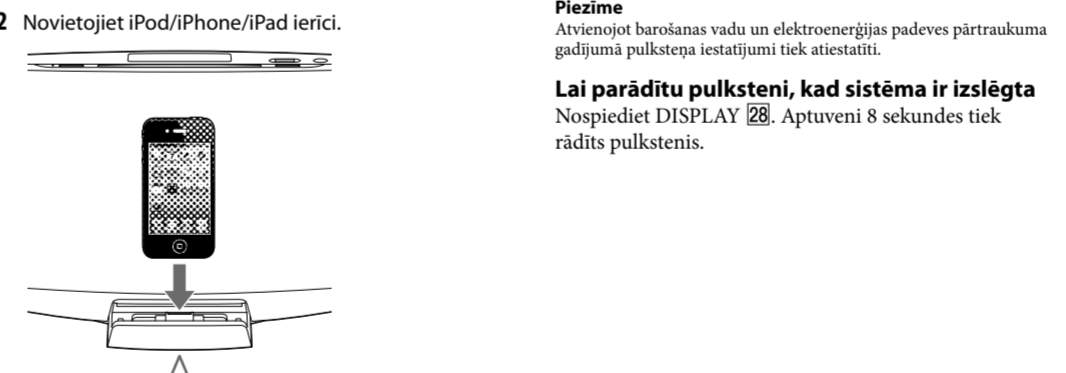 2 Novietojiet iPod/iPhone/iPad ierīci.
Piezīme
Atvienojot barošanas vadu un elektroenerģijas padeves pārtraukuma
gadījumā pulksteņa iestatījumi tiek atiestatīti.
Lai parādītu pulksteni, kad sistēma ir izslēgta
Nospiediet DISPLAY 28. Aptuveni 8 sekundes tiek
rādīts pulkstenis.